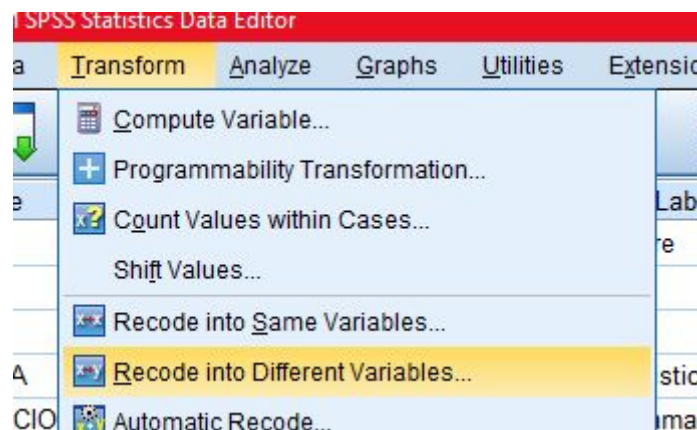 SPSS Statistics Data Editor
Transform Analyze Graphs Utilities
Compute Variable...
Programmability Transformation...
Count Values within Cases...
Shift Values...
Recode into Same Variables...
Recode into Different Variables...
Automatic Recode...